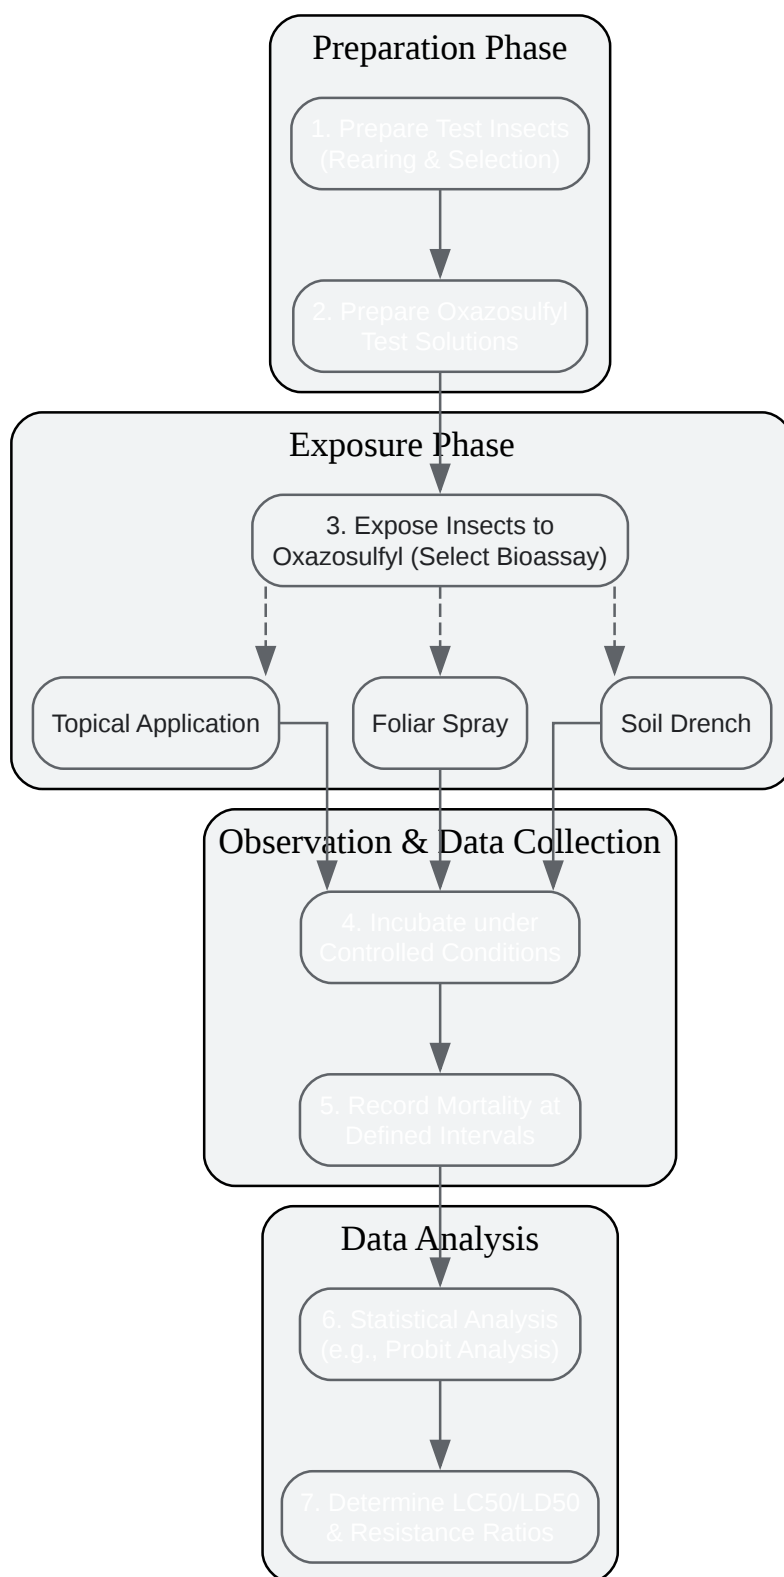 Preparation Phase
1. Prepare Test Insects
(Rearing & Selection)
2. Prepare Oxazosulfyl
Test Solutions
Exposure Phase
3. Expose Insects to
Oxazosulfyl (Select Bioassay)
Topical Application
Foliar Spray
Soil Drench
Observation & Data Collection
4. Incubate under
Controlled Conditions
5. Record Mortality at
Defined Intervals
Data Analysis
6. Statistical Analysis
(e.g., Probit Analysis)
7. Determine LC50/LD50
& Resistance Ratios